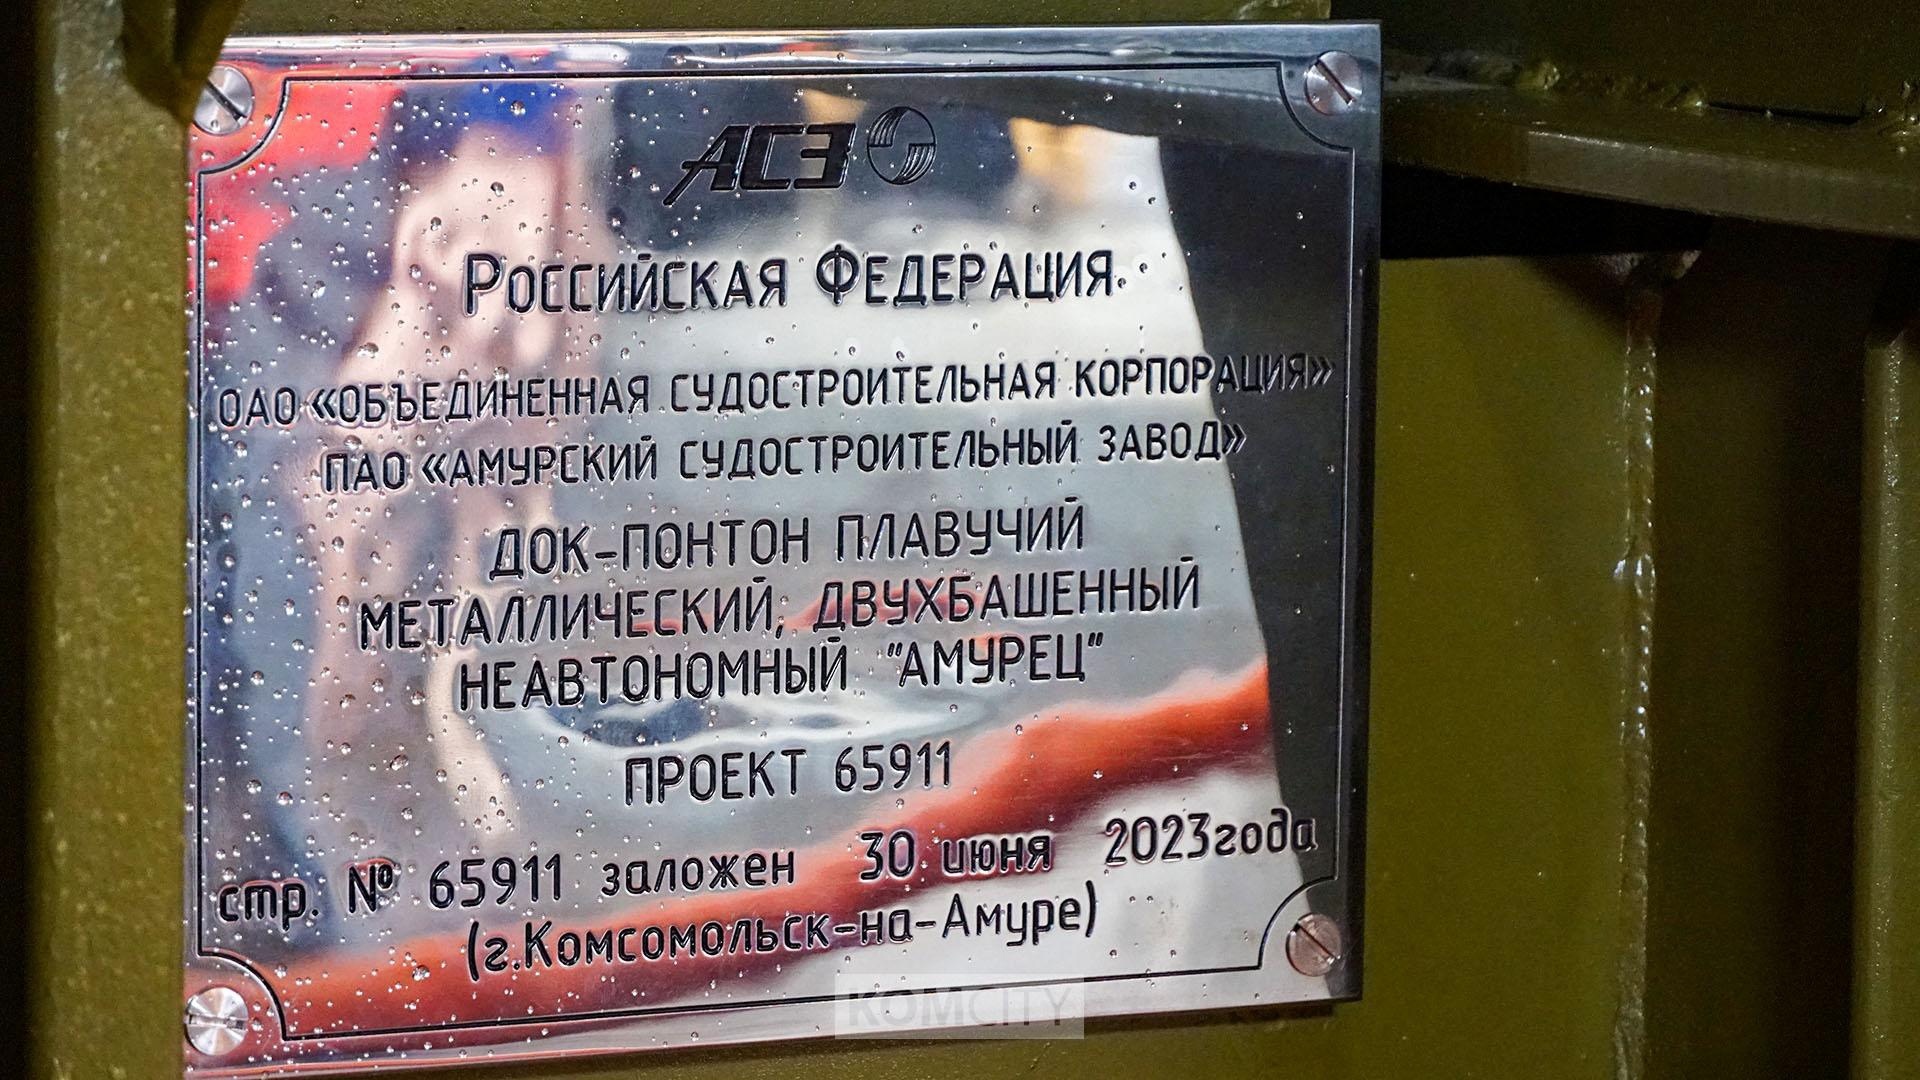 АСЗ
Российская Федерация
ОАО «ОБЪЕДИНЕННАЯ СУДОСТРОИТЕЛЬНАЯ КОРПОРАЦИЯ»
ПАО «АМУРСКИЙ СУДОСТРОИТЕЛЬНЫЙ ЗАВОД»
ДОК-ПОНТОН ПЛАВУЧИЙ
МЕТАЛЛИЧЕСКИЙ, ДВУХБАШЕННЫЙ
НЕАВТОНОМНЫЙ "АМУРЕЦ"
ПРОЕКТ 65911
стр. № 65911 заложен 30 июня 2023года
(г.Комсомольск-на-Амуре)
KOMCITY